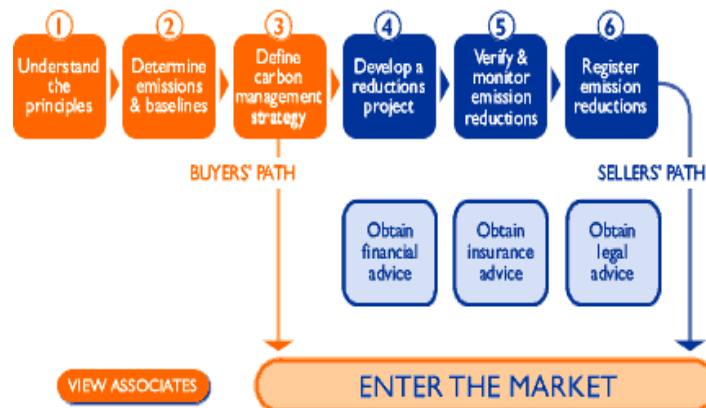 1
Understand
the
principles
2
Determine
emissions
& baselines
3
Define
carbon
management
strategy
4
Develop a
reductions
project
5
Verify &
monitor
emission
reductions
6
Register
emission
reductions
BUYERS' PATH
SELLERS' PATH
Obtain
financial
advice
Obtain
insurance
advice
Obtain
legal
advice
VIEW ASSOCIATES
ENTER THE MARKET